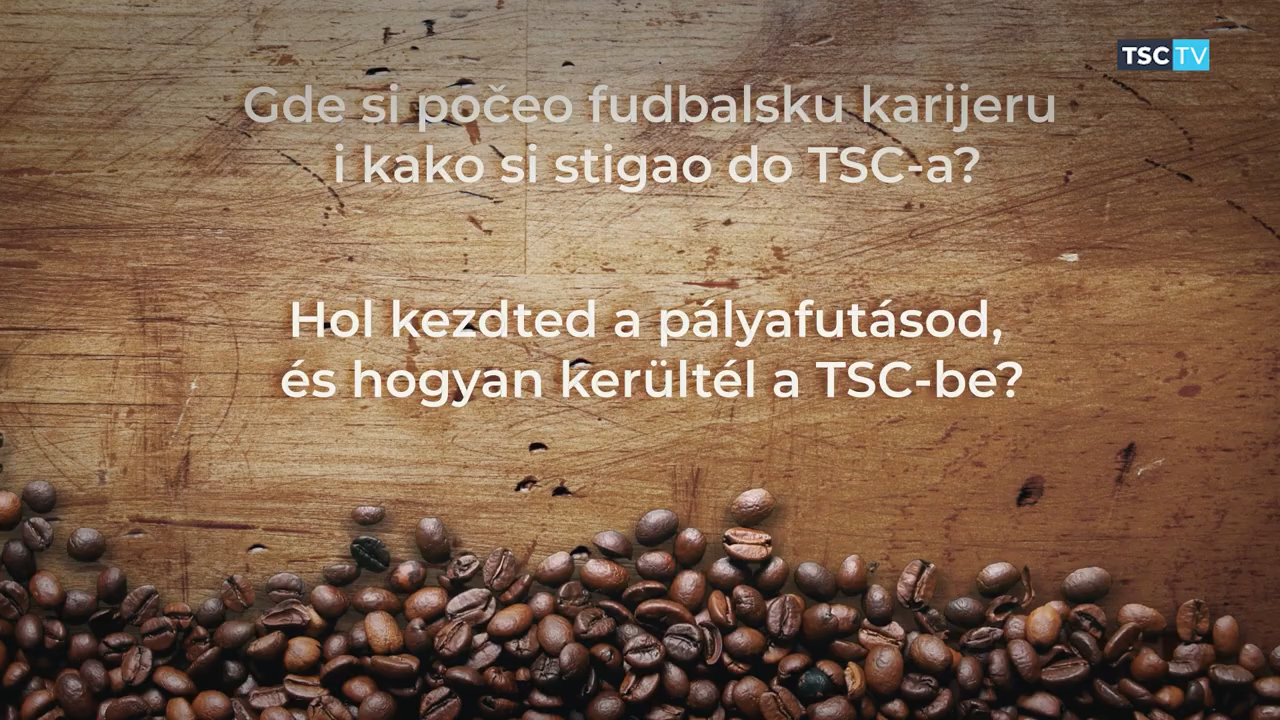 TSC TV
Gde si počeo fudbalsku karijeru
i kako si stigao do TSC-a?
Hol kezdted a pályafutásod,
és hogyan kerültél a TSC-be?